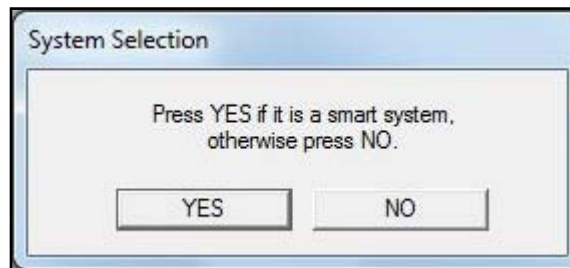 System Selection
Press YES if it is a smart system,
otherwise press NO.
YES
NO